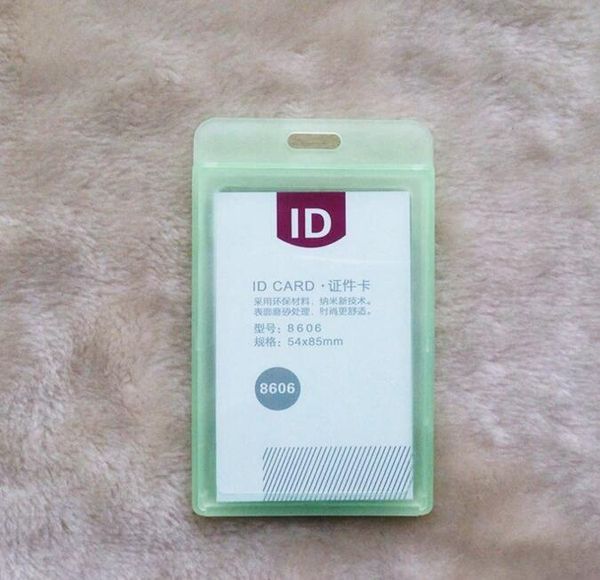 ID
ID CARD · 证件卡
采用环保材料，纳米新技术。
表面磨砂处理，时尚更舒适。
型号: 8606
规格: 54x85mm
8606